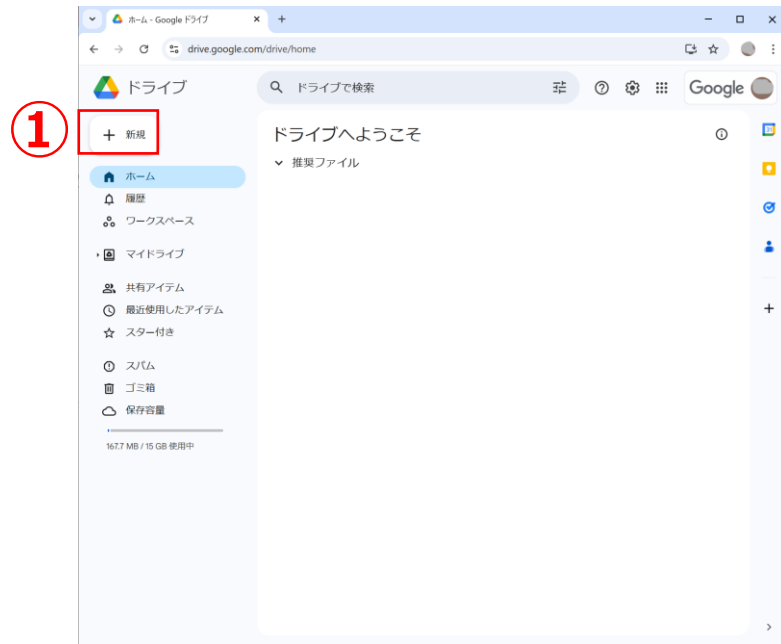 ホーム - Google ドライブ
drive.google.com/drive/home
ドライブ
ドライブで検索
Google
①
新規
ドライブへようこそ
推奨ファイル
ホーム
履歴
ワークスペース
マイドライブ
共有アイテム
最近使用したアイテム
スター付き
スパム
ゴミ箱
保存容量
167.7 MB / 15 GB 使用中